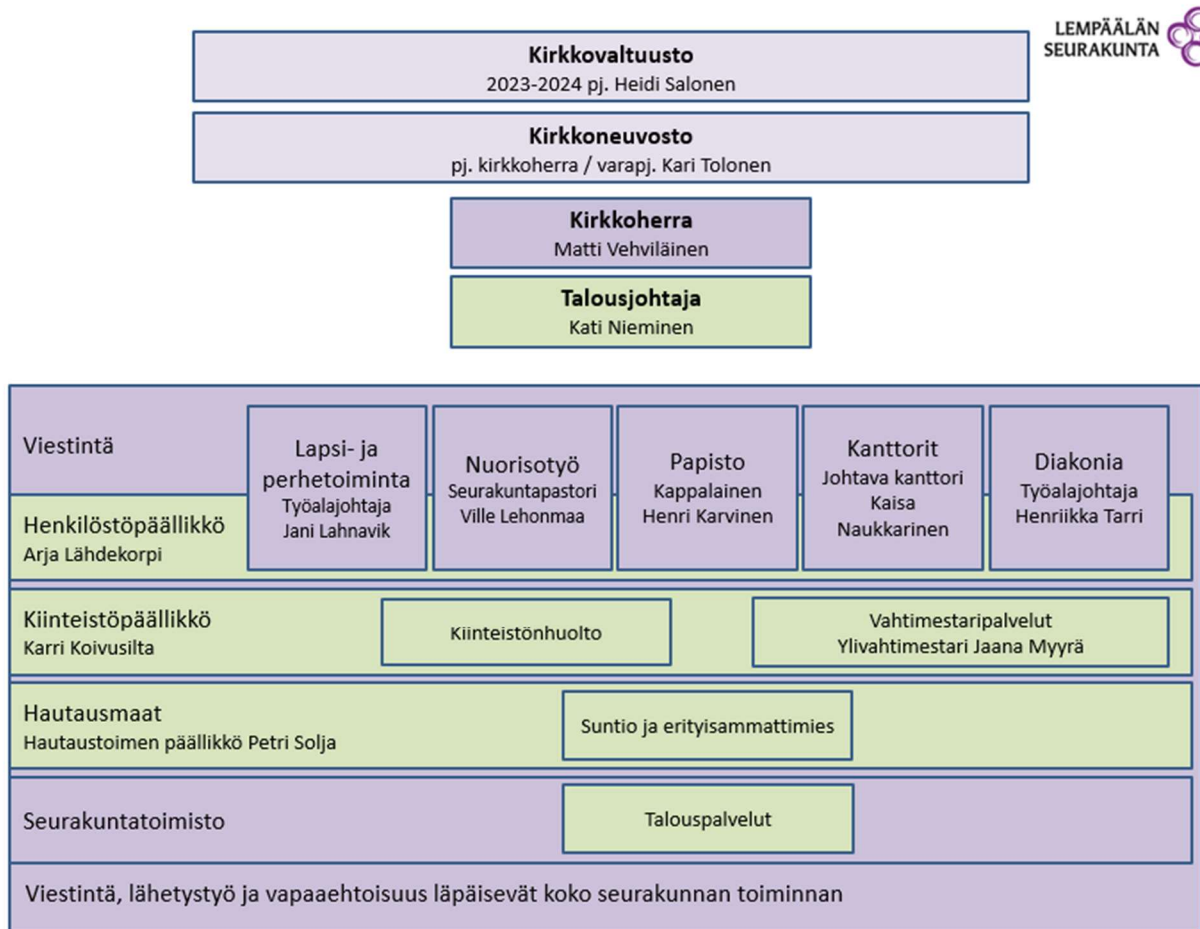 LEMPÄÄLÄN
SEURAKUNTA
Kirkkovaltuusto
2023-2024 pj. Heidi Salonen
Kirkkoneuvosto
pj. kirkkoherra / varapj. Kari Tolonen
Kirkkoherra
Matti Vehviläinen
Talousjohtaja
Kati Nieminen
Viestintä
Lapsi- ja
perhetoiminta
Työalajohtaja
Jani Lahnavik
Nuorisotyö
Seurakuntapastori
Ville Lehonmaa
Papisto
Kappalainen
Henri Karvinen
Kanttorit
Johtava kanttori
Kaisa
Naukkarinen
Diakonia
Työalajohtaja
Henriikka Tarri
Henkilöstöpäällikkö
Arja Lähdekorpi
Kiinteistöpäällikkö
Karri Koivusilta
Kiinteistönhuolto
Vahtimestaripalvelut
Ylivahtimestari Jaana Myyrä
Hautausmaat
Hautaustoimen päällikkö Petri Solja
Suntio ja erityisammattimies
Seurakuntatoimisto
Talouspalvelut
Viestintä, lähetystyö ja vapaaehtoisuus läpäisevät koko seurakunnan toiminnan